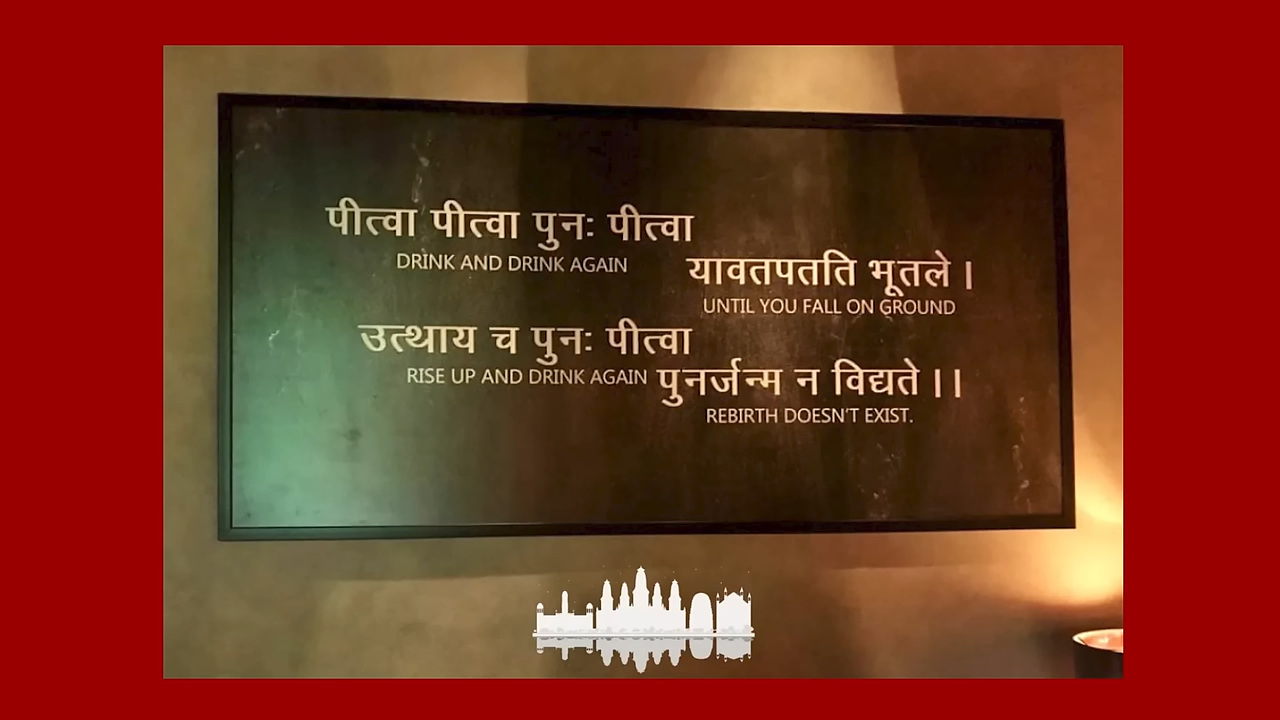 पीत्वा पीत्वा पुनः पीत्वा
DRINK AND DRINK AGAIN
यावतपतति भूतले ।
UNTIL YOU FALL ON GROUND
उत्थाय च पुनः पीत्वा
RISE UP AND DRINK AGAIN
पुनर्जन्म न विद्यते ।।
REBIRTH DOESN'T EXIST.